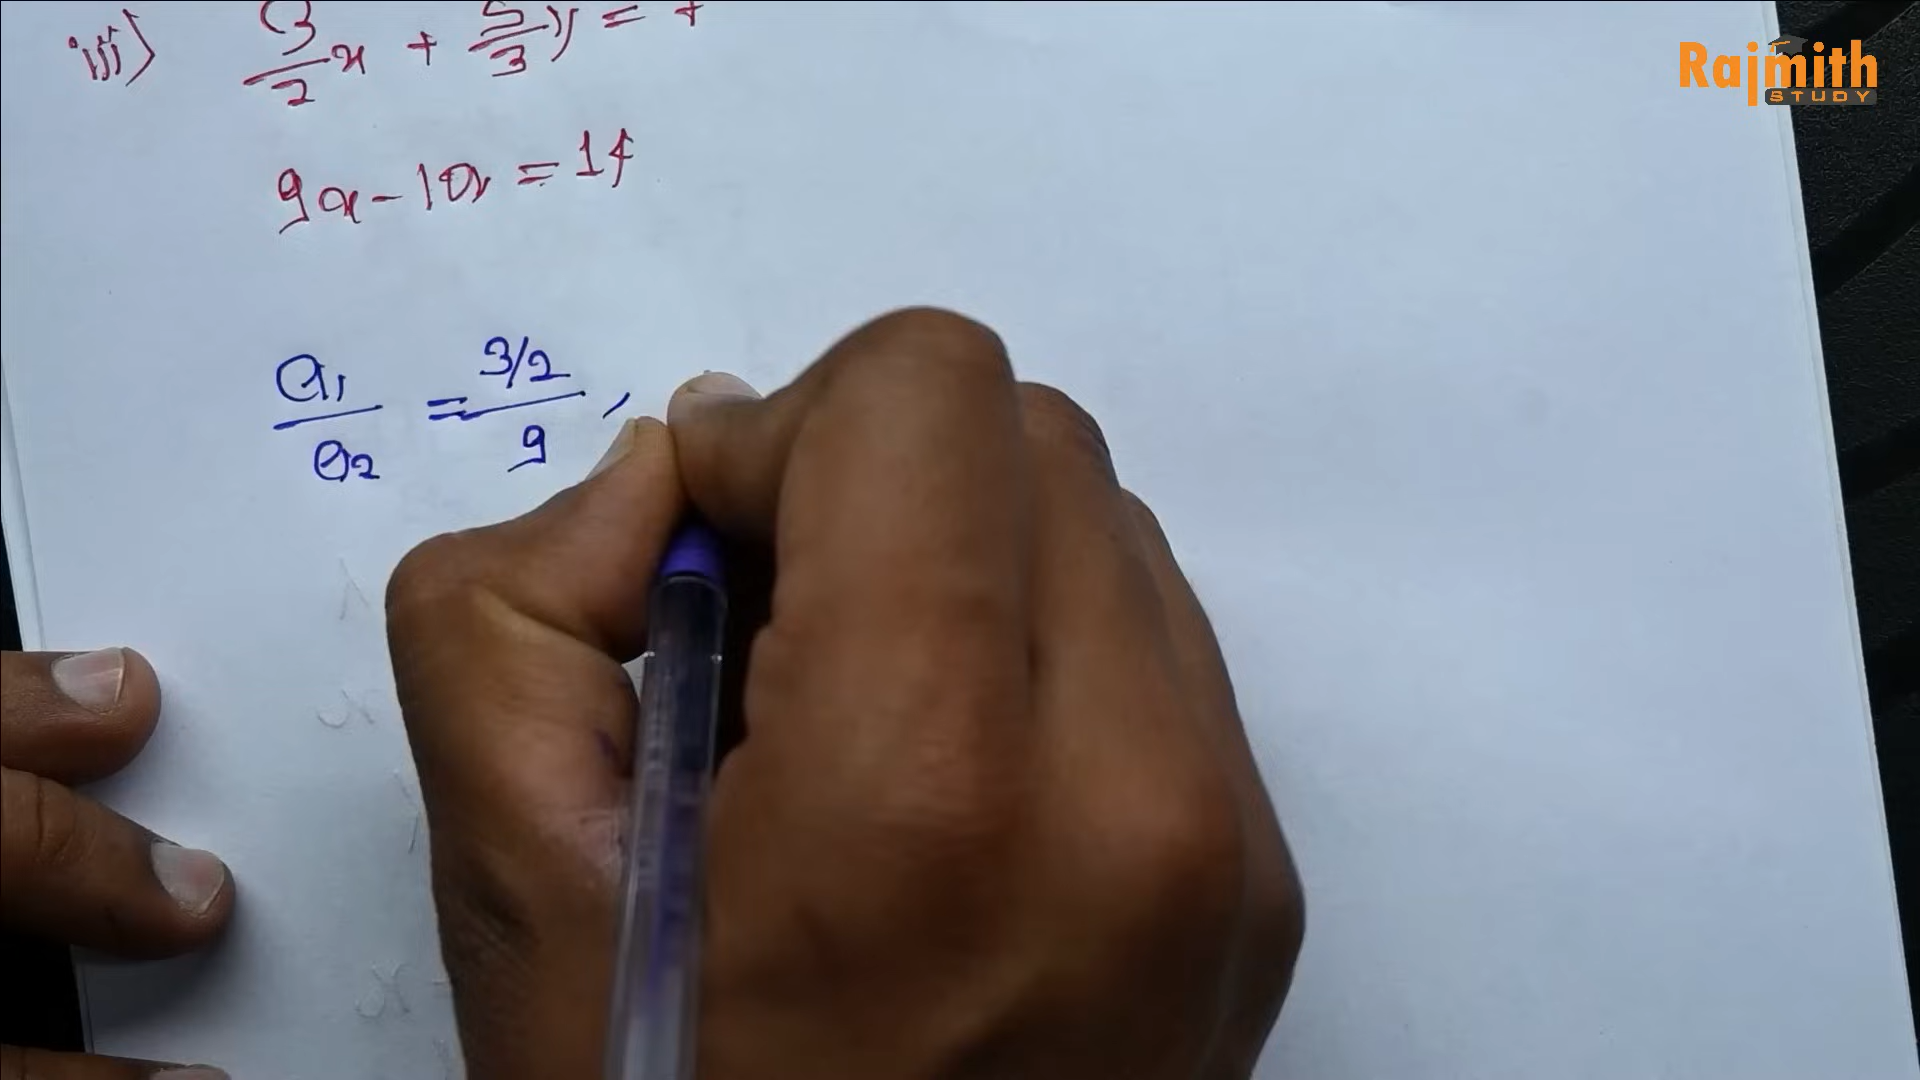 iii) 3/2 x + 5/3 y = 7
9x - 10y = 14
a1/a2 = 3/2/9 ,
Rajmith
STUDY